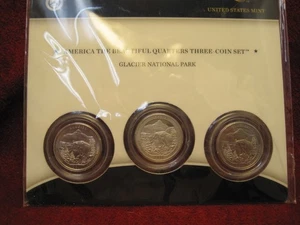 UNITED STATES MINT
AMERICA THE BEAUTIFUL QUARTERS THREE-COIN SET™
GLACIER NATIONAL PARK